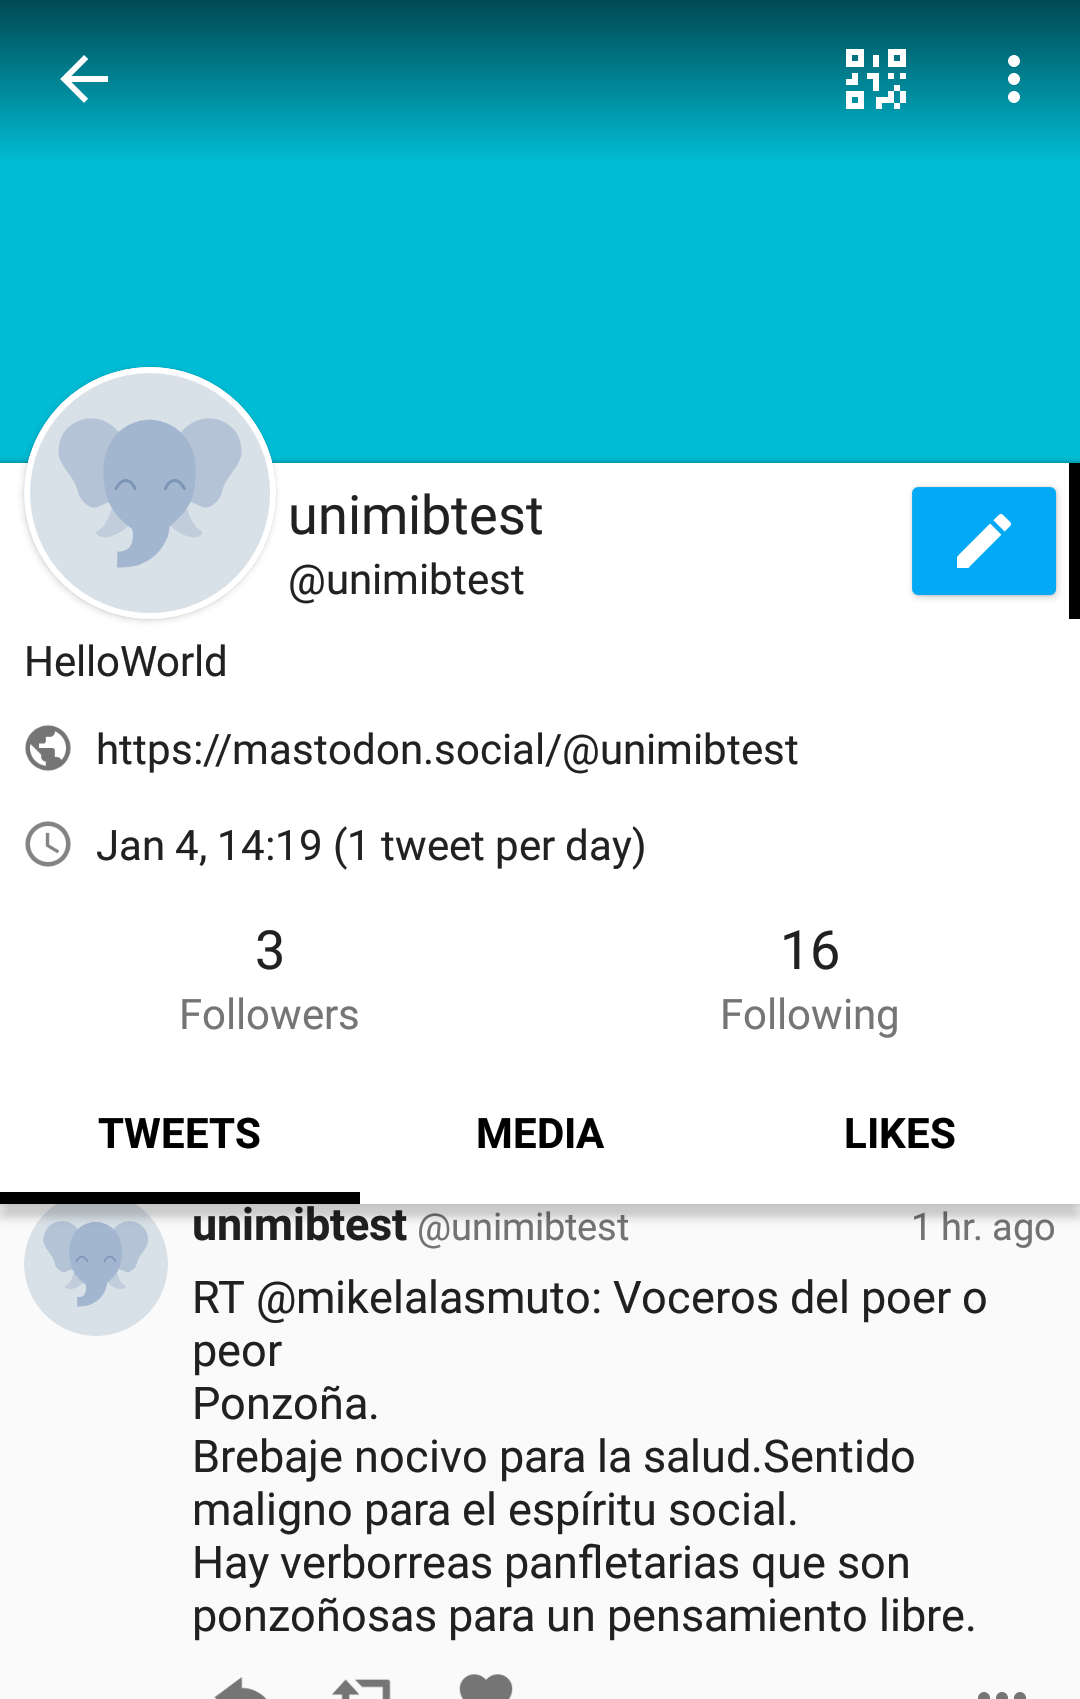 unimibtest
@unimibtest
HelloWorld
https://mastodon.social/@unimibtest
Jan 4, 14:19 (1 tweet per day)
3
Followers
16
Following
TWEETS
MEDIA
LIKES
unimibtest @unimibtest 1 hr. ago
RT @mikelalasmuto: Voceros del poer o
peor
Ponzoña.
Brebaje nocivo para la salud.Sentido
maligno para el espíritu social.
Hay verborreas panfletarias que son
ponzoñosas para un pensamiento libre.